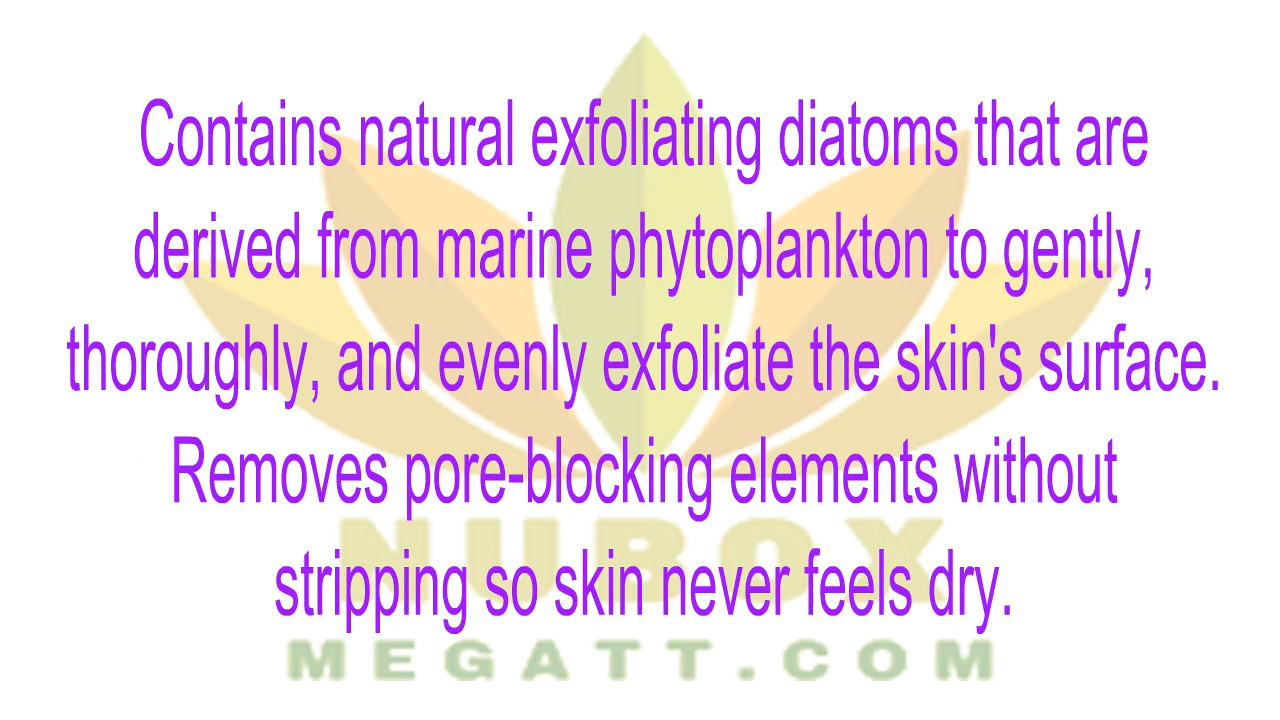 Contains natural exfoliating diatoms that are
derived from marine phytoplankton to gently,
thoroughly, and evenly exfoliate the skin's surface.
Removes pore-blocking elements without
stripping so skin never feels dry.
NUBOX
MEGATT.COM